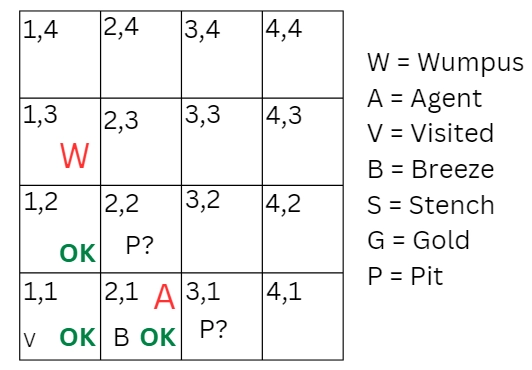 1,4 2,4 3,4 4,4
1,3 2,3 3,3 4,3
W
1,2 2,2 3,2 4,2
OK P?
1,1 2,1 A 3,1 4,1
V OK B OK P?
W = Wumpus
A = Agent
V = Visited
B = Breeze
S = Stench
G = Gold
P = Pit